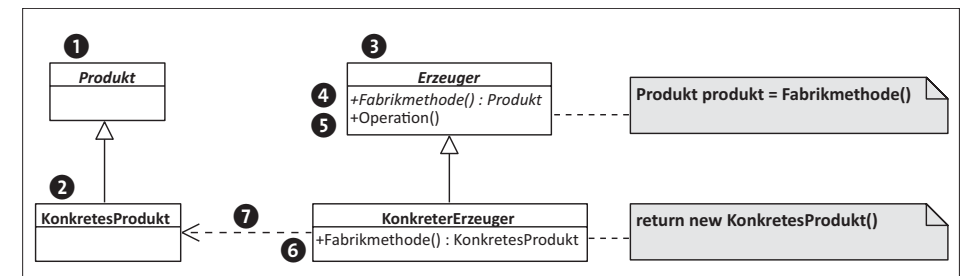 1
Produkt
2
KonkretesProdukt
3
Erzeuger
4
+Fabrikmethode() : Produkt
5
+Operation()
Produkt produkt = Fabrikmethode()
7
KonkreterErzeuger
6
+Fabrikmethode() : KonkretesProdukt
return new KonkretesProdukt()